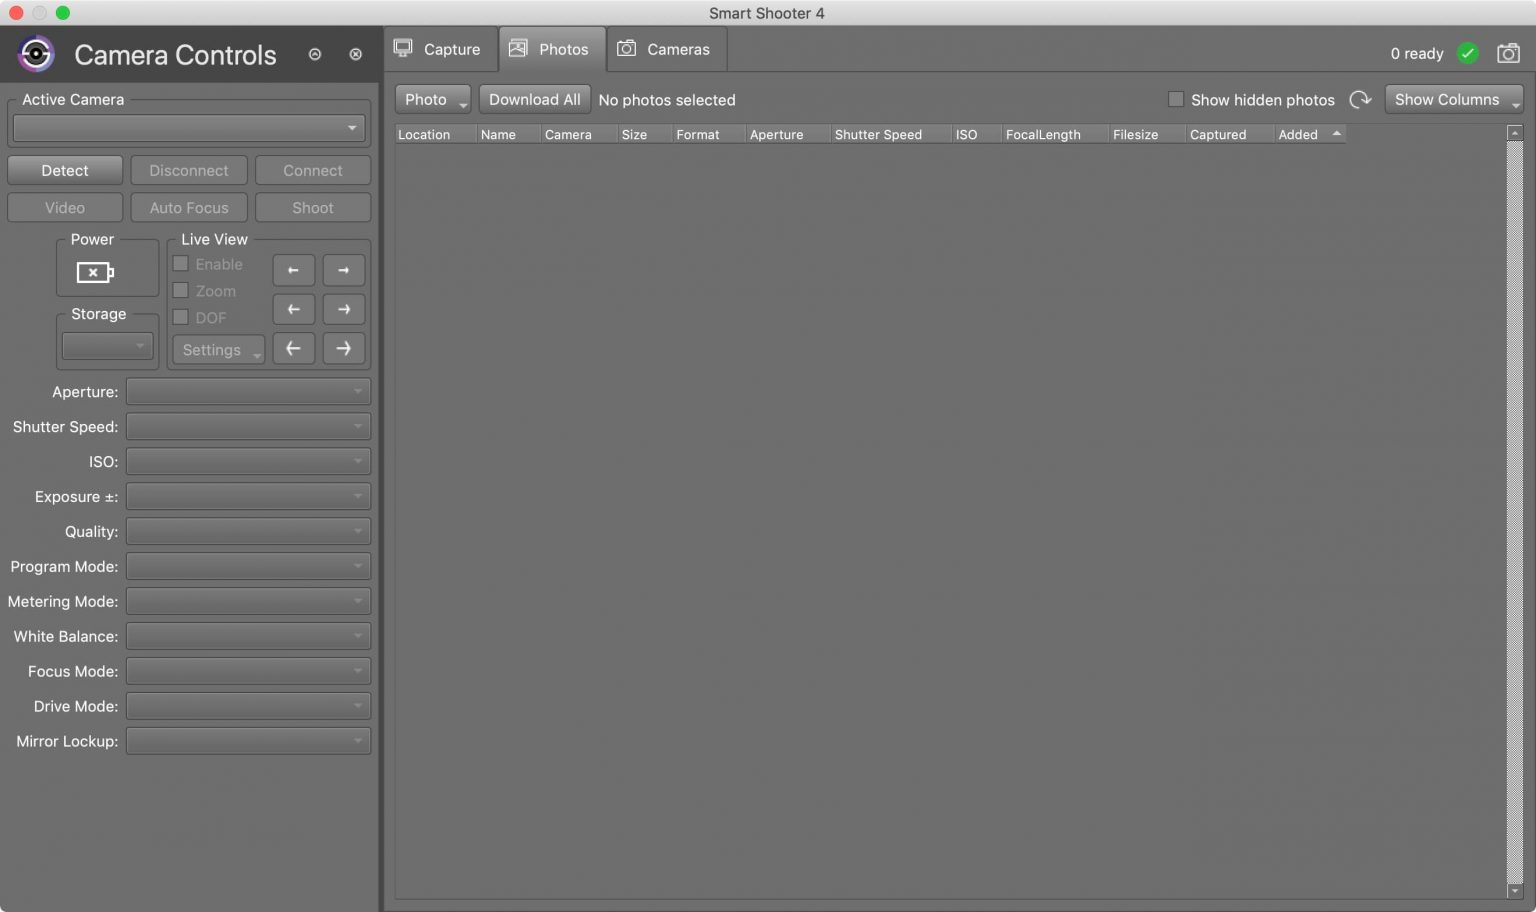 Smart Shooter 4
Camera Controls
Capture
Photos
Cameras
0 ready
Active Camera
Photo
Download All
No photos selected
Show hidden photos
Show Columns
Location Name Camera Size Format Aperture Shutter Speed ISO FocalLength Filesize Captured Added
Detect
Disconnect
Connect
Video
Auto Focus
Shoot
Power
Live View
Enable
Zoom
DOF
Settings
Storage
Aperture:
Shutter Speed:
ISO:
Exposure ±:
Quality:
Program Mode:
Metering Mode:
White Balance:
Focus Mode:
Drive Mode:
Mirror Lockup: